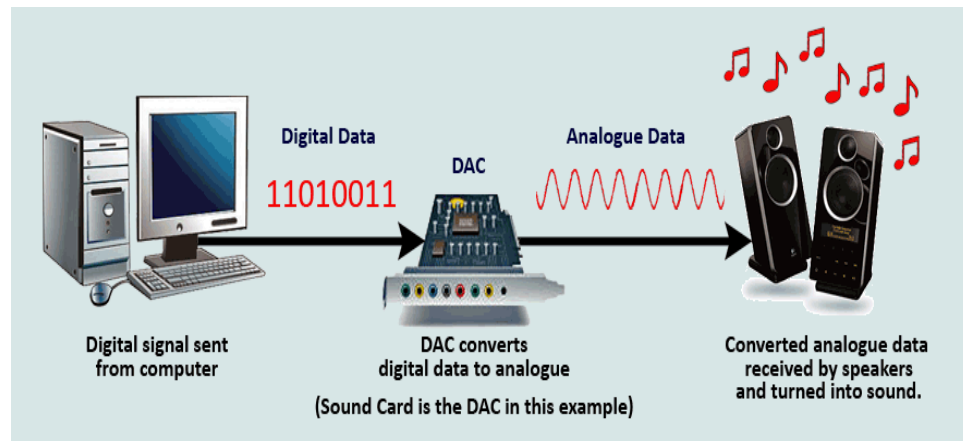 Digital Data
11010011
DAC
Analogue Data
Digital signal sent
from computer
DAC converts
digital data to analogue
(Sound Card is the DAC in this example)
Converted analogue data
received by speakers
and turned into sound.